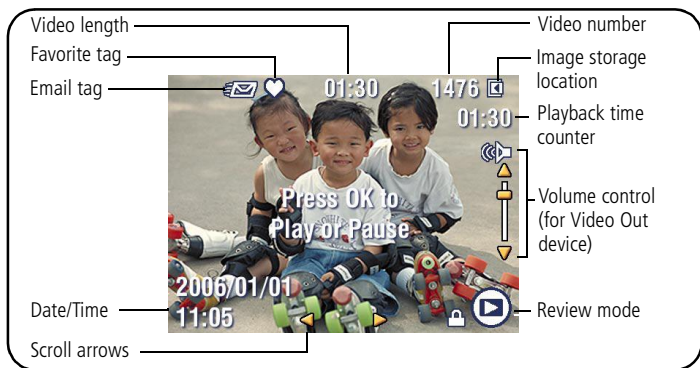 Video length
Favorite tag
Email tag
Video number
Image storage
location
01:30
1476
01:30
Playback time
counter
Press OK to
Play or Pause
Volume control
(for Video Out
device)
2006/01/01
11:05
Date/Time
Scroll arrows
Review mode